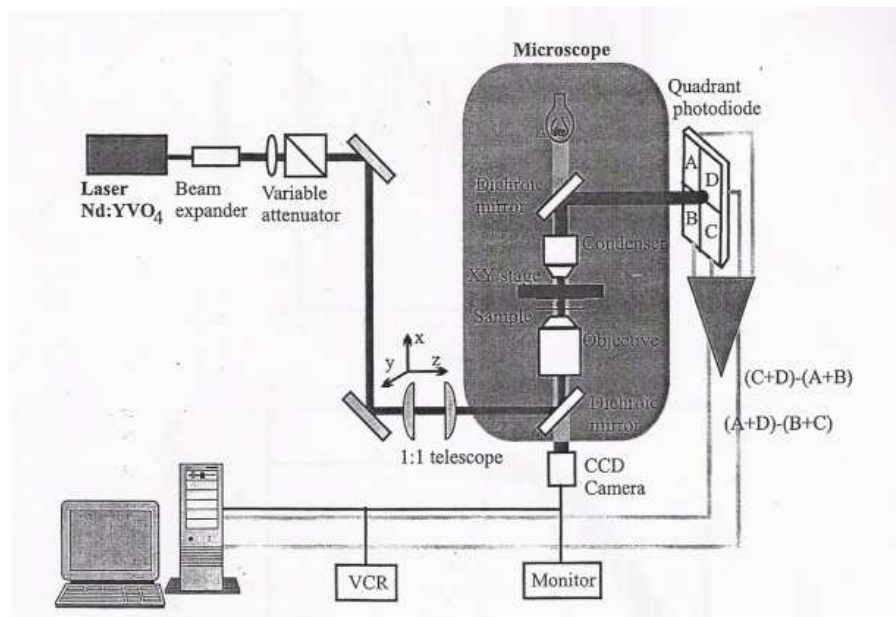 Microscope
Quadrant
photodiode
A
D
B
C
Laser
Nd:YVO4
Beam
expander
Variable
attenuator
Dichroic
mirror
Condenser
XY stage
Sample
Objective
x
y
z
(C+D)-(A+B)
(A+D)-(B+C)
Dichroic
mirror
1:1 telescope
CCD
Camera
VCR
Monitor